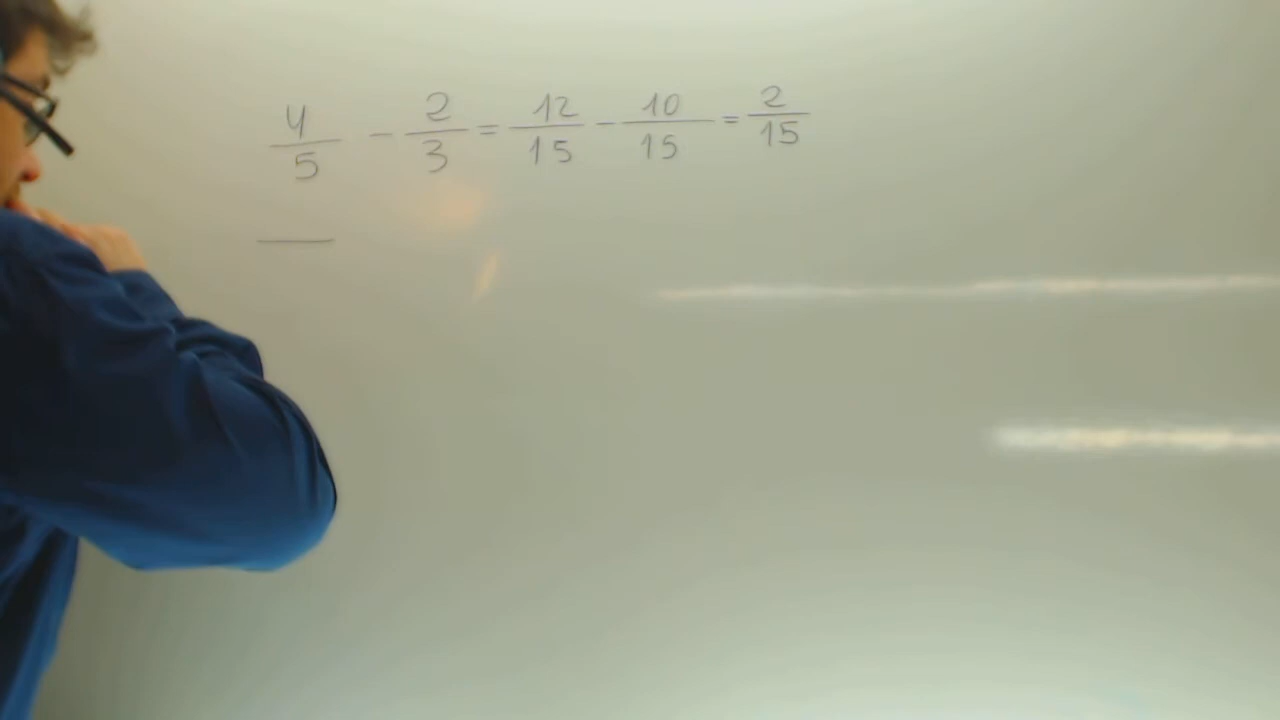 4/5 - 2/3 = 12/15 - 10/15 = 2/15